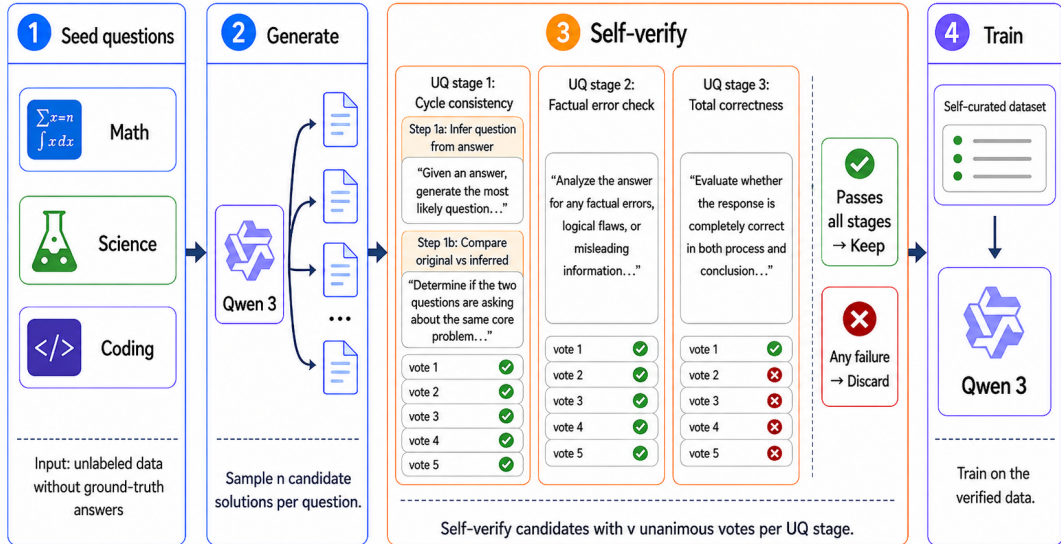 1 Seed questions
∑x=n
∫x dx
Math
Science
</>
Coding
Input: unlabeled data
without ground-truth
answers
2 Generate
Qwen 3
...
Sample n candidate
solutions per question.
3 Self-verify
UQ stage 1:
Cycle consistency
Step 1a: Infer question
from answer
“Given an answer,
generate the most
likely question...”
Step 1b: Compare
original vs inferred
“Determine if the two
questions are asking
about the same core
problem...”
vote 1
vote 2
vote 3
vote 4
vote 5
UQ stage 2:
Factual error check
“Analyze the answer
for any factual errors,
logical flaws, or
misleading
information...”
vote 1
vote 2
vote 3
vote 4
vote 5
UQ stage 3:
Total correctness
“Evaluate whether
the response is
completely correct
in both process and
conclusion...”
vote 1
vote 2
vote 3
vote 4
vote 5
Passes
all stages
→ Keep
Any failure
→ Discard
Self-verify candidates with v unanimous votes per UQ stage.
4 Train
Self-curated dataset
Qwen 3
Train on the
verified data.